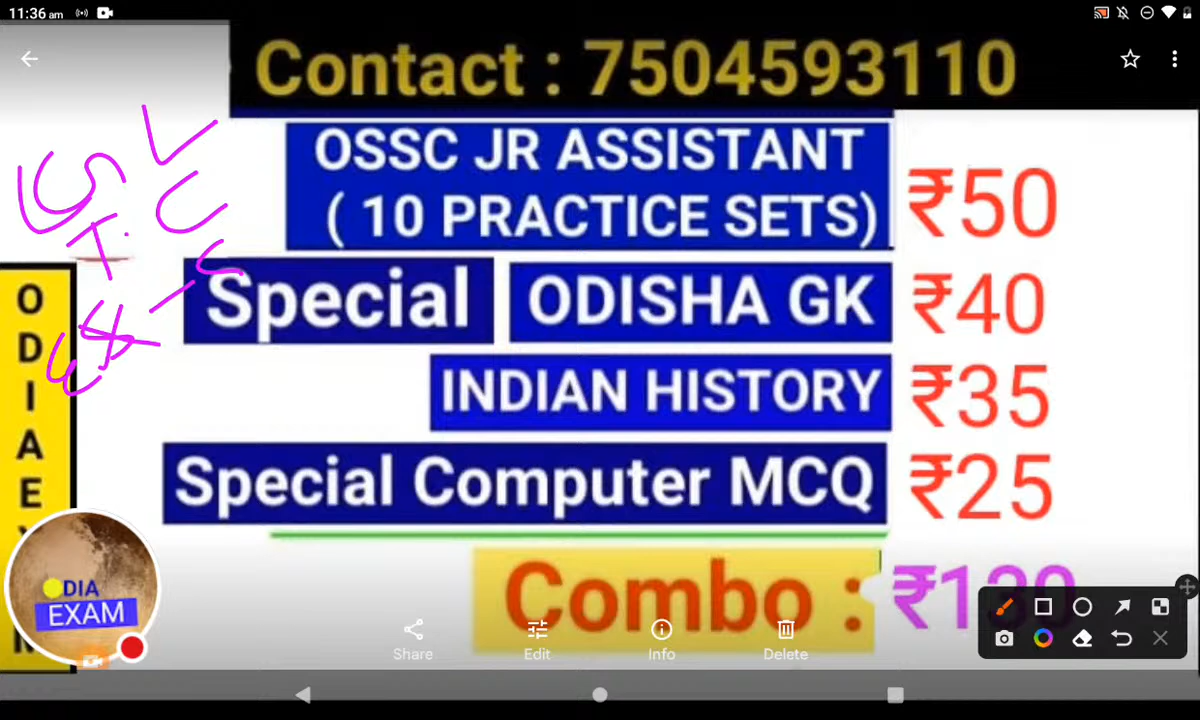 11:36 am
Contact : 7504593110
OSSC JR ASSISTANT
( 10 PRACTICE SETS) ₹50
Special ODISHA GK ₹40
INDIAN HISTORY ₹35
Special Computer MCQ ₹25
Combo :
O
D
I
A
E
DIA
EXAM
Share Edit Info Delete